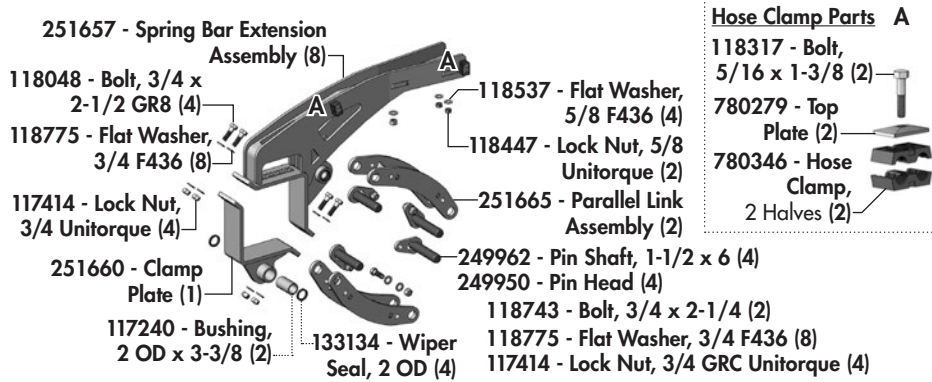 251657 - Spring Bar Extension
Assembly (8)
118048 - Bolt, 3/4 x
2-1/2 GR8 (4)
118775 - Flat Washer,
3/4 F436 (8)
117414 - Lock Nut,
3/4 Unitorque (4)
251660 - Clamp
Plate (1)
117240 - Bushing,
2 OD x 3-3/8 (2)
133134 - Wiper
Seal, 2 OD (4)
A
A
118537 - Flat Washer,
5/8 F436 (4)
118447 - Lock Nut, 5/8
Unitorque (2)
251665 - Parallel Link
Assembly (2)
249962 - Pin Shaft, 1-1/2 x 6 (4)
249950 - Pin Head (4)
118743 - Bolt, 3/4 x 2-1/4 (2)
118775 - Flat Washer, 3/4 F436 (8)
117414 - Lock Nut, 3/4 GRC Unitorque (4)
Hose Clamp Parts A
118317 - Bolt,
5/16 x 1-3/8 (2)
780279 - Top
Plate (2)
780346 - Hose
Clamp,
2 Halves (2)